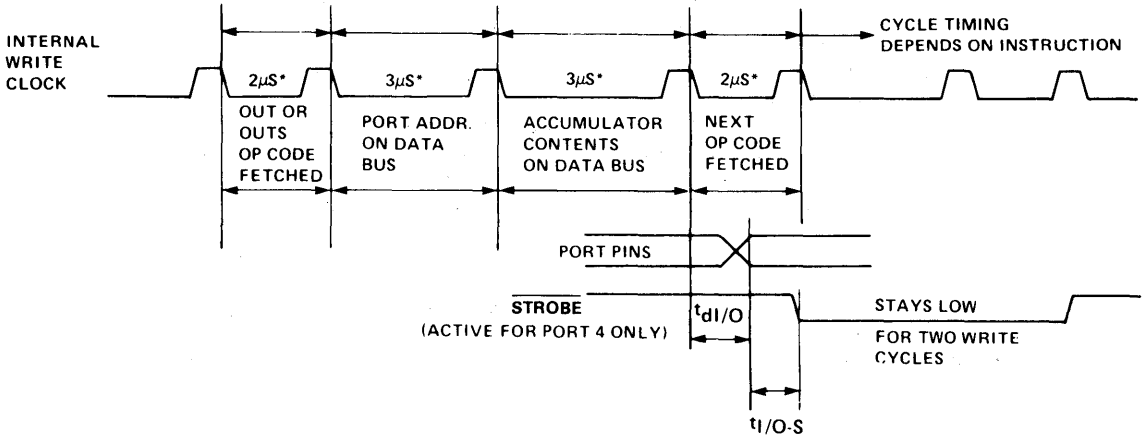 INTERNAL
WRITE
CLOCK
2μS*
3μS*
3μS*
2μS*
CYCLE TIMING
DEPENDS ON INSTRUCTION
OUT OR
OUTS
OP CODE
FETCHED
PORT ADDR.
ON DATA
BUS
ACCUMULATOR
CONTENTS
ON DATA BUS
NEXT
OP CODE
FETCHED
PORT PINS
STROBE
(ACTIVE FOR PORT 4 ONLY)
tdI/O
STAYS LOW
FOR TWO WRITE
CYCLES
tI/O-S